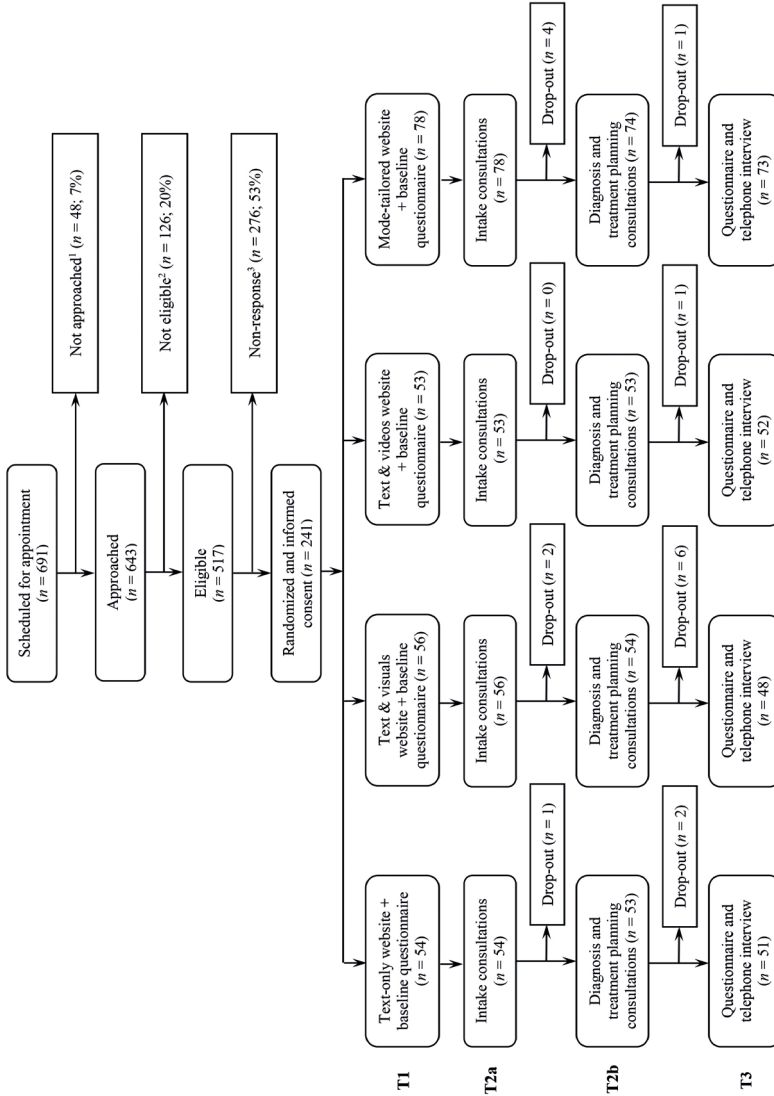 Scheduled for appointment
(n = 691)
Not approached¹ (n = 48; 7%)
Approached
(n = 643)
Not eligible² (n = 126; 20%)
Eligible
(n = 517)
Non-response³ (n = 276; 53%)
Randomized and informed
consent (n = 241)
T1
Text-only website +
baseline questionnaire
(n = 54)
Text & visuals
website + baseline
questionnaire (n = 56)
Text & videos website
+ baseline
questionnaire (n = 53)
Mode-tailored website
+ baseline
questionnaire (n = 78)
T2a
Intake consultations
(n = 54)
Intake consultations
(n = 56)
Intake consultations
(n = 53)
Intake consultations
(n = 78)
Drop-out (n = 1)
Drop-out (n = 2)
Drop-out (n = 0)
Drop-out (n = 4)
T2b
Diagnosis and
treatment planning
consultations (n = 53)
Diagnosis and
treatment planning
consultations (n = 54)
Diagnosis and
treatment planning
consultations (n = 53)
Diagnosis and
treatment planning
consultations (n = 74)
Drop-out (n = 2)
Drop-out (n = 6)
Drop-out (n = 1)
Drop-out (n = 1)
T3
Questionnaire and
telephone interview
(n = 51)
Questionnaire and
telephone interview
(n = 48)
Questionnaire and
telephone interview
(n = 52)
Questionnaire and
telephone interview
(n = 73)